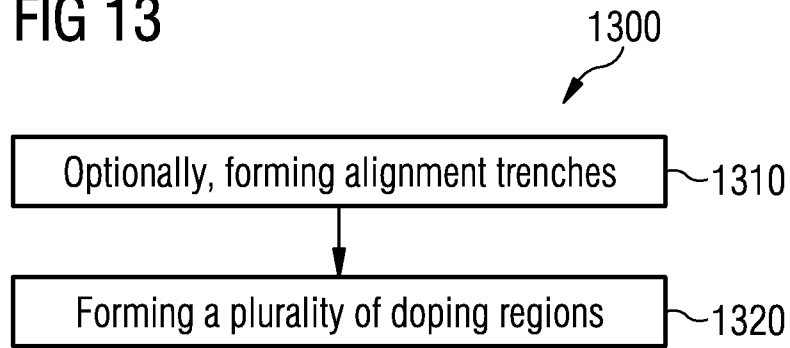 FIG 13
1300
Optionally, forming alignment trenches
1310
Forming a plurality of doping regions
1320